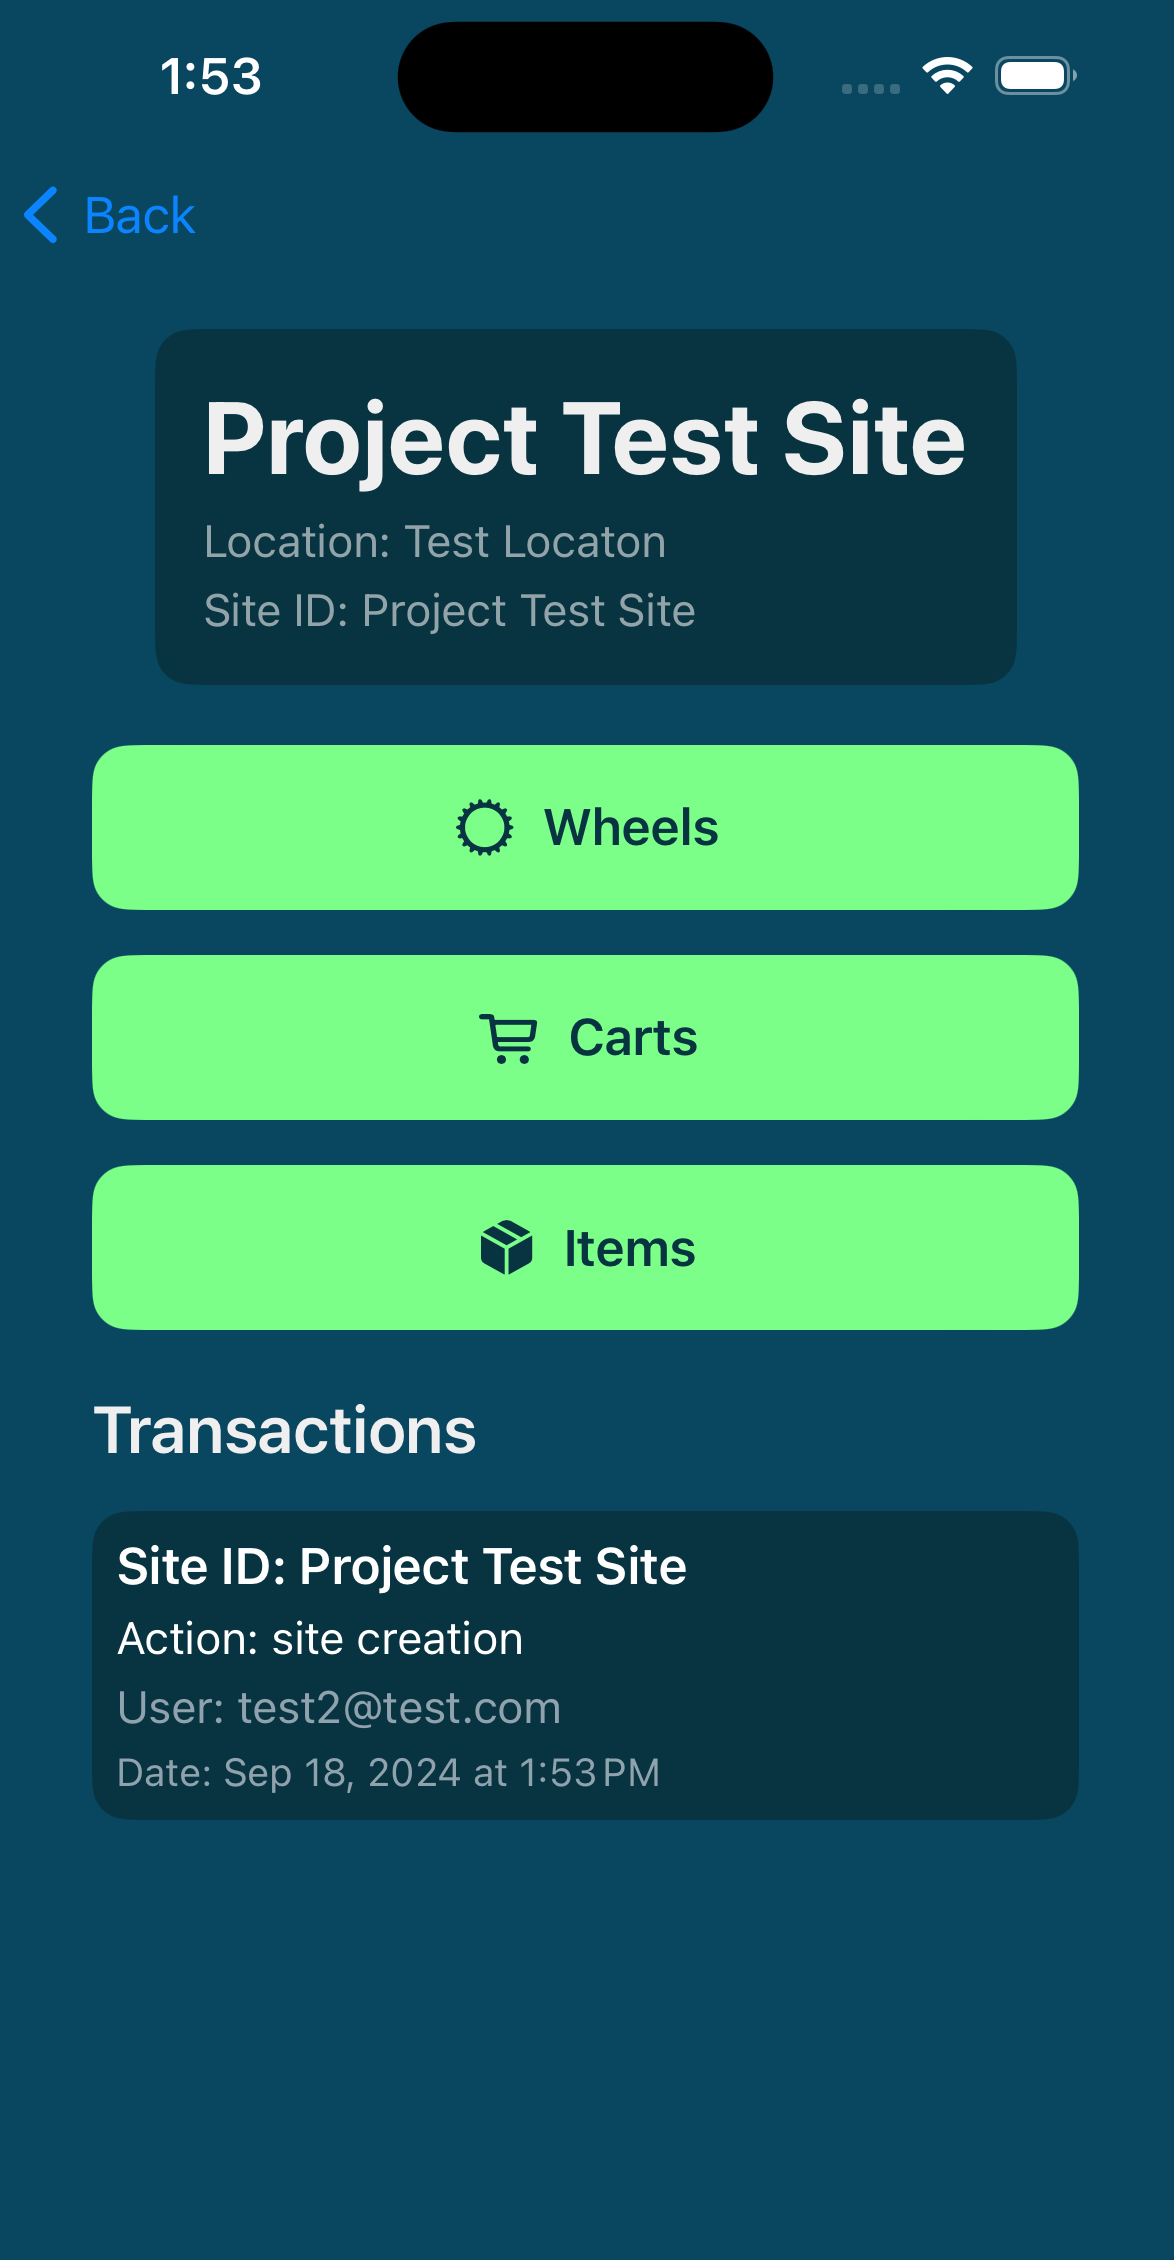 1:53
Back
Project Test Site
Location: Test Locaton
Site ID: Project Test Site
Wheels
Carts
Items
Transactions
Site ID: Project Test Site
Action: site creation
User: test2@test.com
Date: Sep 18, 2024 at 1:53 PM